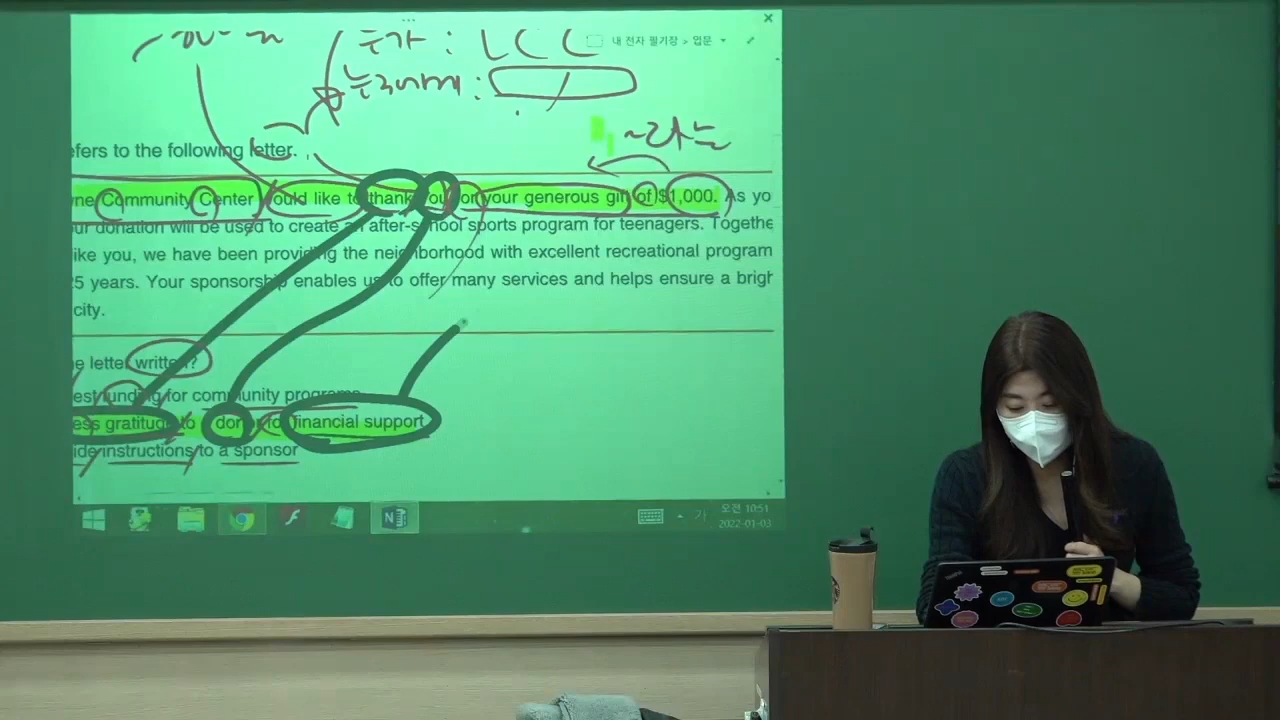 내 전자 필기장 > 입문
누가 : LCC
누구에게 :
~라는
efers to the following letter.
ne Community Center would like to thank you for your generous gift of $1,000. As yo
ur donation will be used to create an after-school sports program for teenagers. Togethe
like you, we have been providing the neighborhood with excellent recreational program
25 years. Your sponsorship enables us to offer many services and helps ensure a brigh
city.
e letter written?
est funding for community programs
ess gratitude to donor for financial support
ide instructions to a sponsor
가
오전 10:51
2022-01-03